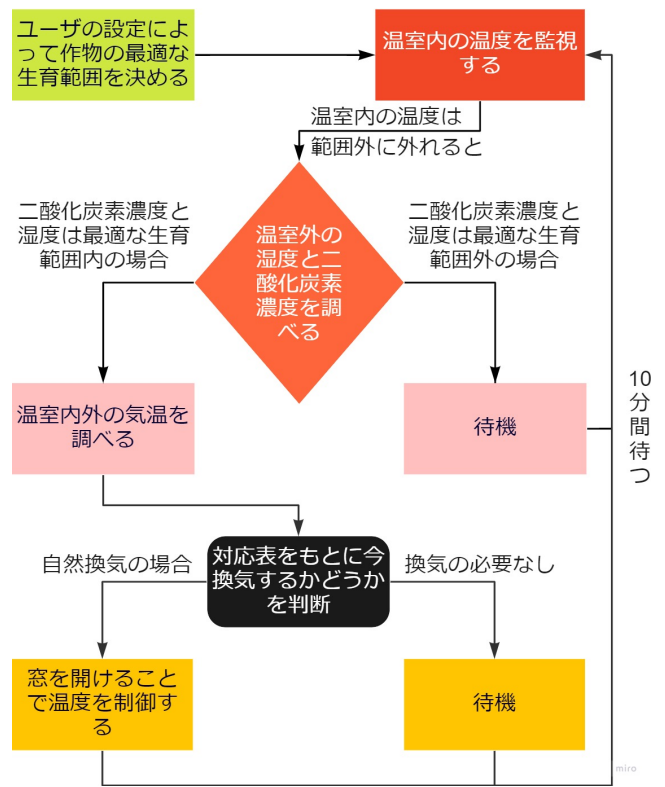 ユーザの設定によ
って作物の最適な
生育範囲を決める
温室内の温度を監視
する
温室内の温度は
範囲外に外れると
二酸化炭素濃度と
湿度は最適な生育
範囲内の場合
温室外の
湿度と二
酸化炭素
濃度を調
べる
二酸化炭素濃度と
湿度は最適な生育
範囲外の場合
温室内外の気温を
調べる
待機
10
分
間
待
つ
対応表をもとに今
換気するかどうか
を判断
自然換気の場合
換気の必要なし
窓を開けること
で温度を制御す
る
待機
miro